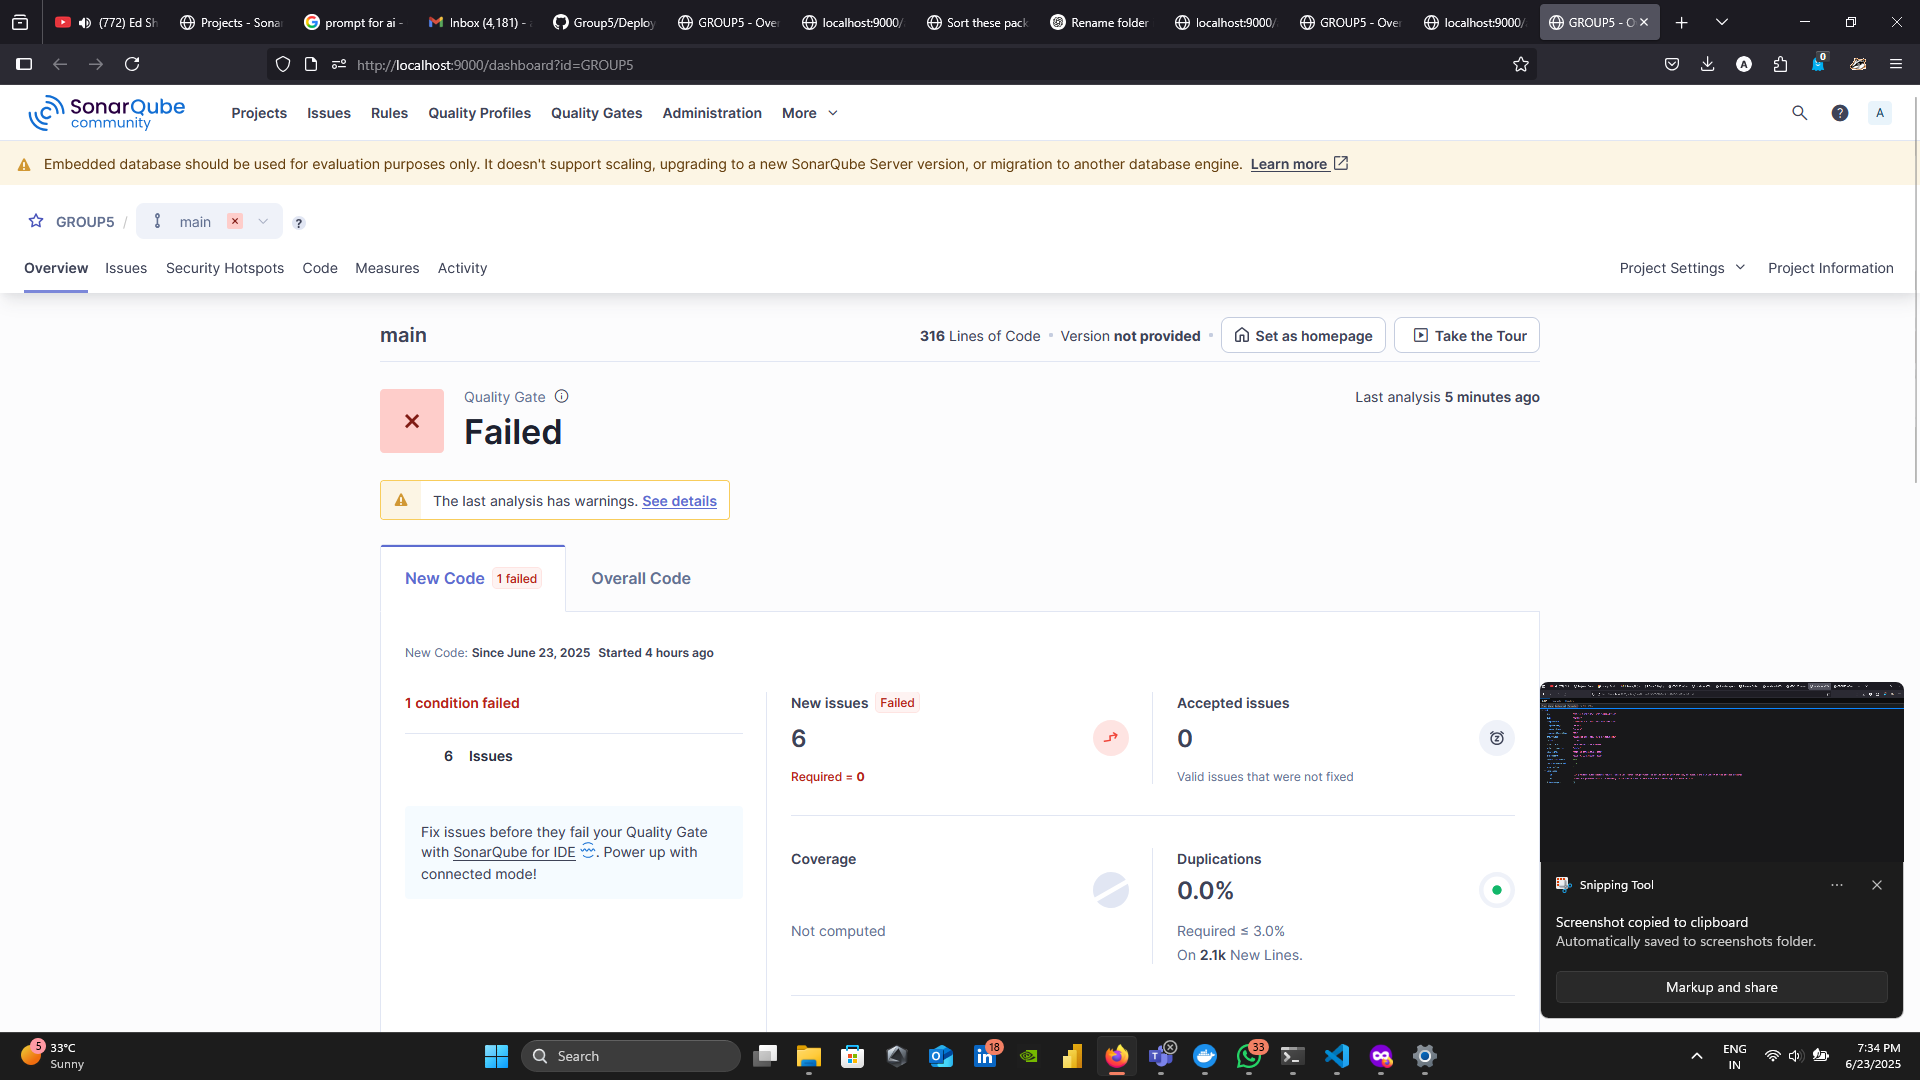 (772) Ed Sh
Projects - Sonar
prompt for ai -
Inbox (4,181) -
Group5/Deploy
GROUP5 - Over
localhost:9000/
Sort these pack
Rename folder
localhost:9000/
GROUP5 - Over
localhost:9000/
GROUP5 - O
http://localhost:9000/dashboard?id=GROUP5
A
0
SonarQube
community
Projects
Issues
Rules
Quality Profiles
Quality Gates
Administration
More
?
A
Embedded database should be used for evaluation purposes only. It doesn't support scaling, upgrading to a new SonarQube Server version, or migration to another database engine. Learn more
GROUP5 / main
?
Overview
Issues
Security Hotspots
Code
Measures
Activity
Project Settings
Project Information
main
316 Lines of Code • Version not provided •
Set as homepage
Take the Tour
Quality Gate
Failed
Last analysis 5 minutes ago
The last analysis has warnings. See details
New Code 1 failed
Overall Code
New Code: Since June 23, 2025 Started 4 hours ago
1 condition failed
6 Issues
Fix issues before they fail your Quality Gate
with SonarQube for IDE . Power up with
connected mode!
New issues Failed
6
Required = 0
Accepted issues
0
Valid issues that were not fixed
Coverage
Not computed
Duplications
0.0%
Required ≤ 3.0%
On 2.1k New Lines.
Snipping Tool
Screenshot copied to clipboard
Automatically saved to screenshots folder.
Markup and share
5
33°C
Sunny
Search
18
33
ENG
IN
7:34 PM
6/23/2025